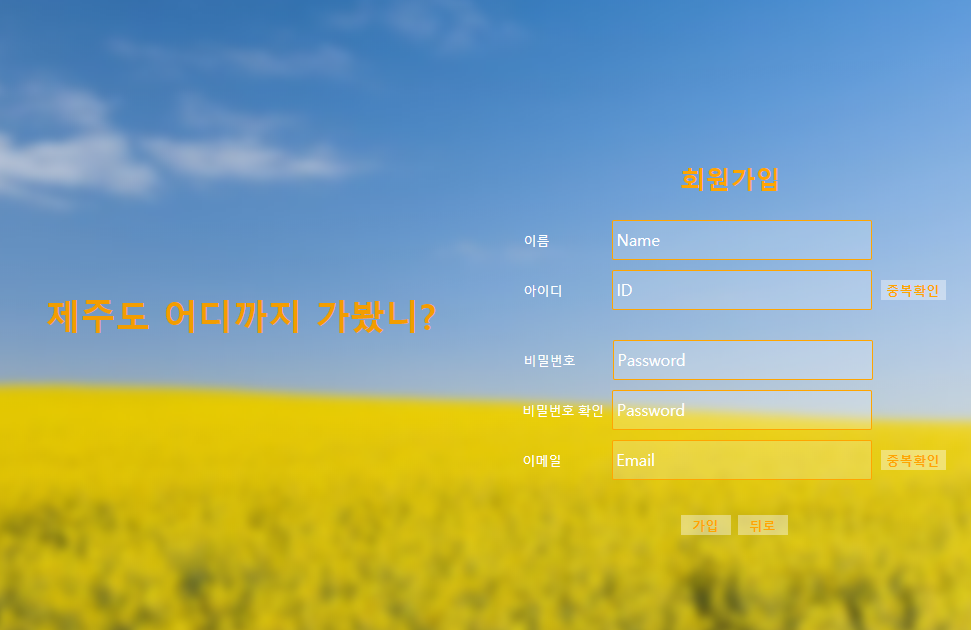 제주도 어디까지 가봤니?
회원가입
이름 Name
아이디 ID 중복확인
비밀번호 Password
비밀번호 확인 Password
이메일 Email 중복확인
가입 뒤로